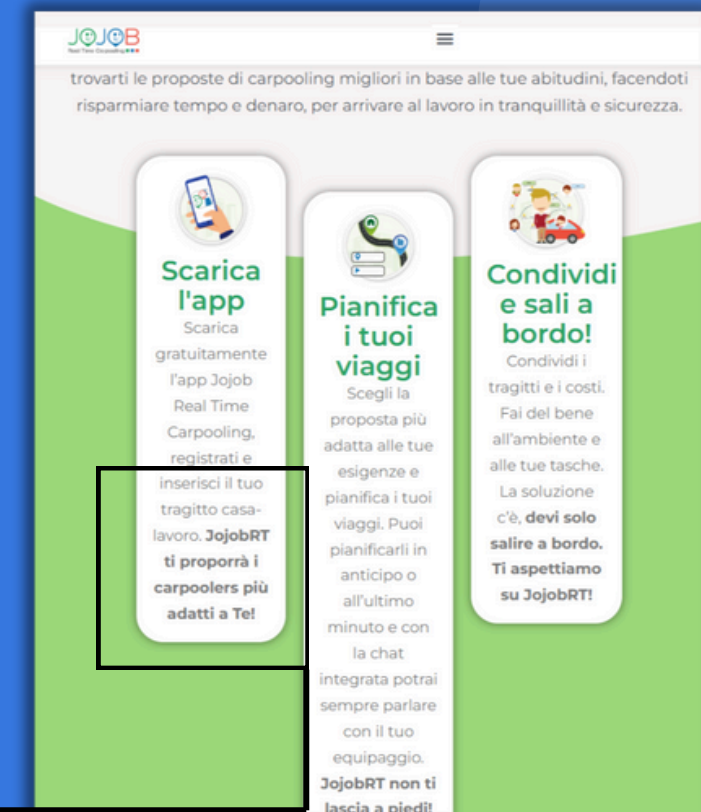 JOJOB
Real Time Carpooling
trovarti le proposte di carpooling migliori in base alle tue abitudini, facendoti
risparmiare tempo e denaro, per arrivare al lavoro in tranquillità e sicurezza.
Scarica
l'app
Scarica
gratuitamente
l'app Jojob
Real Time
Carpooling,
registrati e
inserisci il tuo
tragitto casa-
lavoro. JojobRT
ti proporrà i
carpoolers più
adatti a Te!
Pianifica
i tuoi
viaggi
Scegli la
proposta più
adatta alle tue
esigenze e
pianifica i tuoi
viaggi. Puoi
pianificarli in
anticipo o
all'ultimo
minuto e con
la chat
integrata potrai
sempre parlare
con il tuo
equipaggio.
JojobRT non ti
lascia a piedi!
Condividi
e sali a
bordo!
Condividi i
tragitti e i costi.
Fai del bene
all'ambiente e
alle tue tasche.
La soluzione
c'è, devi solo
salire a bordo.
Ti aspettiamo
su JojobRT!